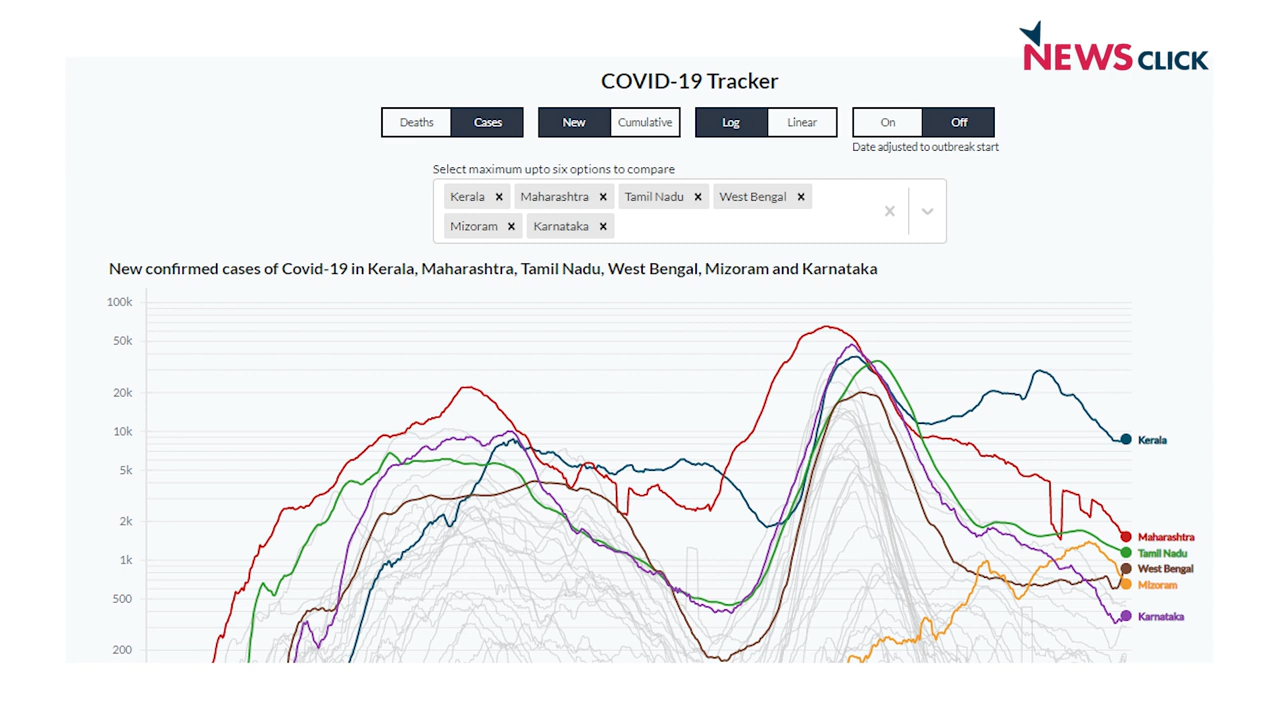 NEWS CLICK
COVID-19 Tracker
Deaths Cases New Cumulative Log Linear On Off
Date adjusted to outbreak start
Select maximum upto six options to compare
Kerala × Maharashtra × Tamil Nadu × West Bengal ×
Mizoram × Karnataka ×
New confirmed cases of Covid-19 in Kerala, Maharashtra, Tamil Nadu, West Bengal, Mizoram and Karnataka
100k
50k
20k
10k
5k
2k
1k
500
200
Kerala
Maharashtra
Tamil Nadu
West Bengal
Mizoram
Karnataka